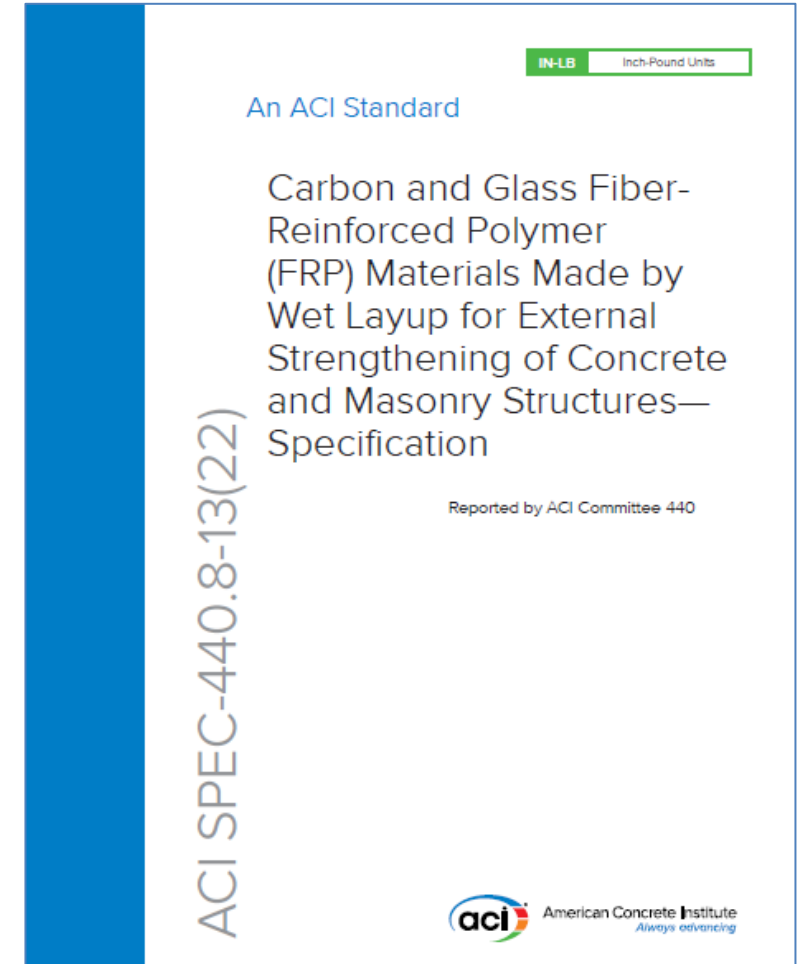 IN-LB Inch-Pound Units
An ACI Standard
Carbon and Glass Fiber-
Reinforced Polymer
(FRP) Materials Made by
Wet Layup for External
Strengthening of Concrete
and Masonry Structures—
Specification
Reported by ACI Committee 440
ACI SPEC-440.8-13(22)
aci
American Concrete Institute
Always advancing